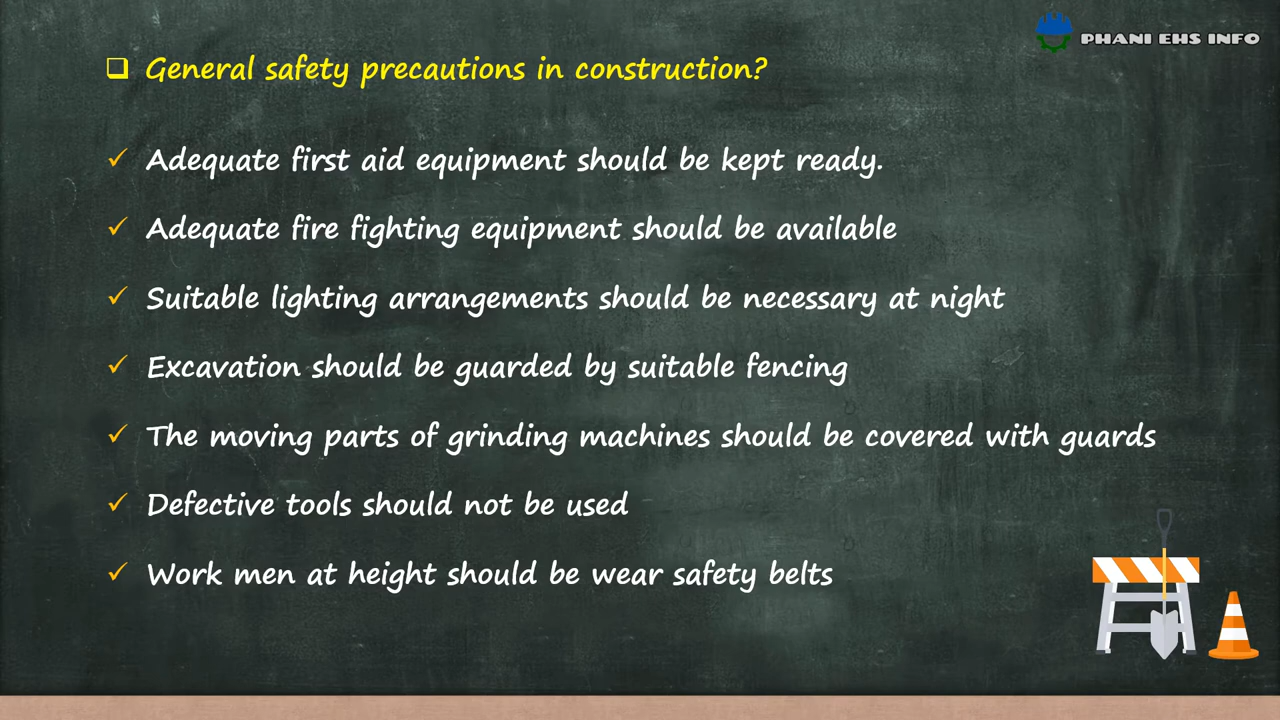 PHANI EHS INFO
❑ General safety precautions in construction?
✓ Adequate first aid equipment should be kept ready.
✓ Adequate fire fighting equipment should be available
✓ Suitable lighting arrangements should be necessary at night
✓ Excavation should be guarded by suitable fencing
✓ The moving parts of grinding machines should be covered with guards
✓ Defective tools should not be used
✓ Work men at height should be wear safety belts